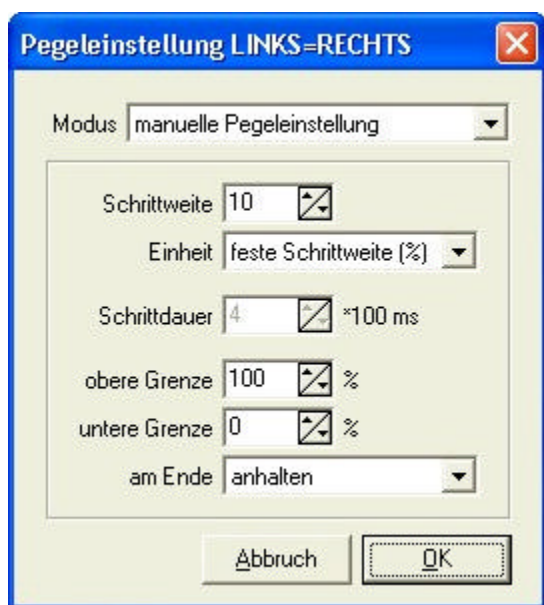 Pegeleinstellung LINKS=RECHTS
Modus manuelle Pegeleinstellung
Schrittweite 10
Einheit feste Schrittweite (%)
Schrittdauer 4 *100 ms
obere Grenze 100 %
untere Grenze 0 %
am Ende anhalten
Abbruch OK